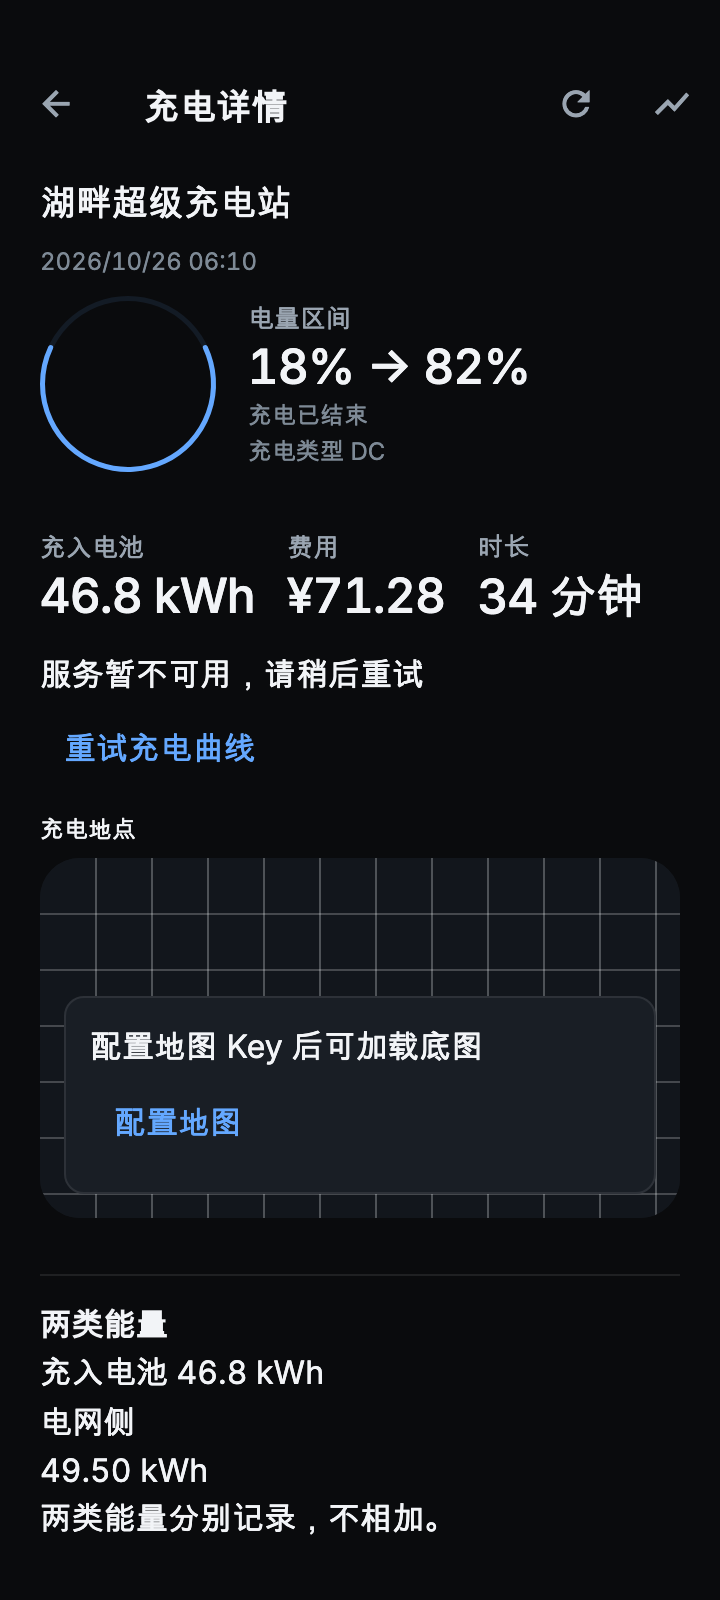 充电详情
湖畔超级充电站
2026/10/26 06:10
电量区间
18% → 82%
充电已结束
充电类型 DC
充入电池
46.8 kWh
费用
¥71.28
时长
34 分钟
服务暂不可用，请稍后重试
重试充电曲线
充电地点
配置地图 Key 后可加载底图
配置地图
两类能量
充入电池 46.8 kWh
电网侧
49.50 kWh
两类能量分别记录，不相加。